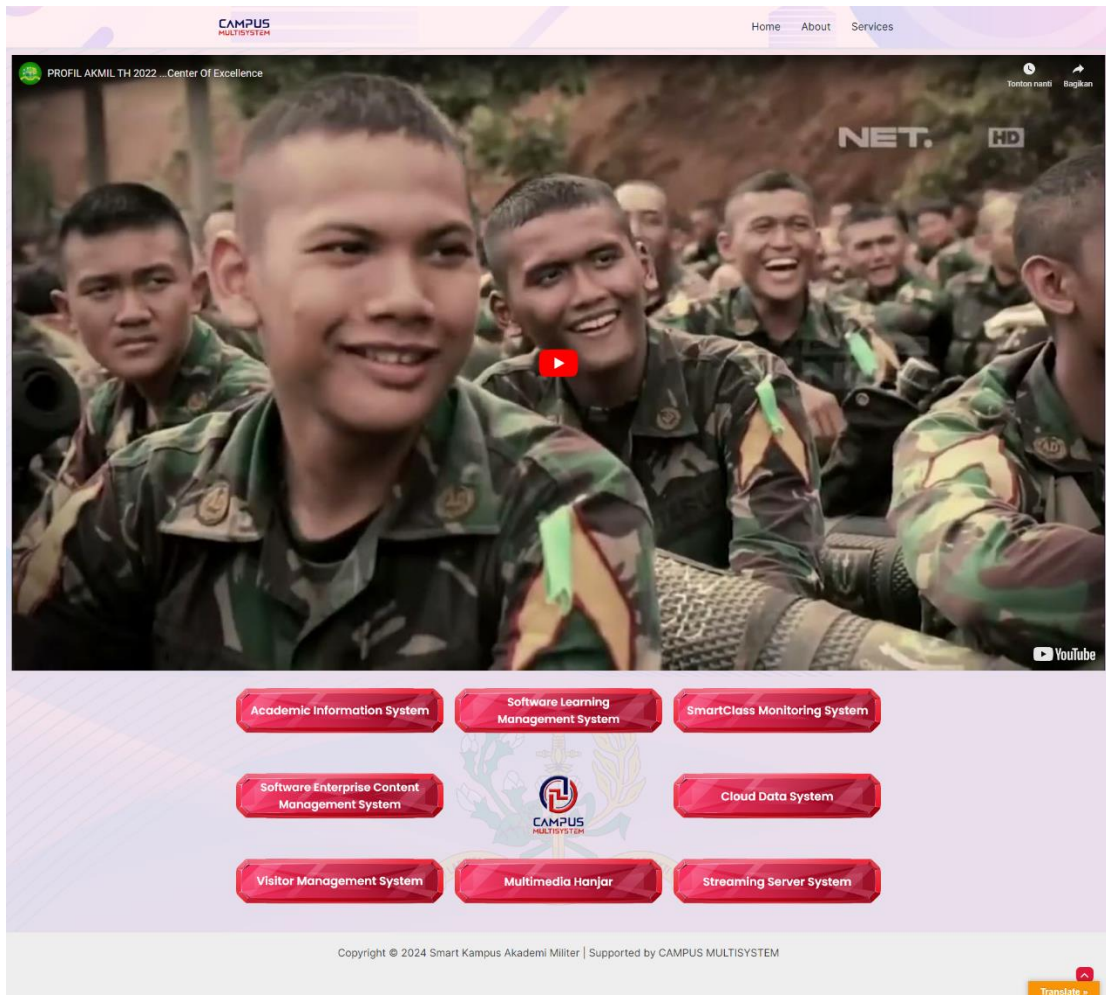 CAMPUS
MULTISYSTEM
Home About Services
PROFIL AKMIL TH 2022 ...Center Of Excellence
Tonton nanti Bagikan
NET. HD
YouTube
Academic Information System
Software Learning
Management System
SmartClass Monitoring System
Software Enterprise Content
Management System
CAMPUS
MULTISYSTEM
Cloud Data System
Visitor Management System
Multimedia Hanjar
Streaming Server System
Copyright © 2024 Smart Kampus Akademi Militer | Supported by CAMPUS MULTISYSTEM
Translate »